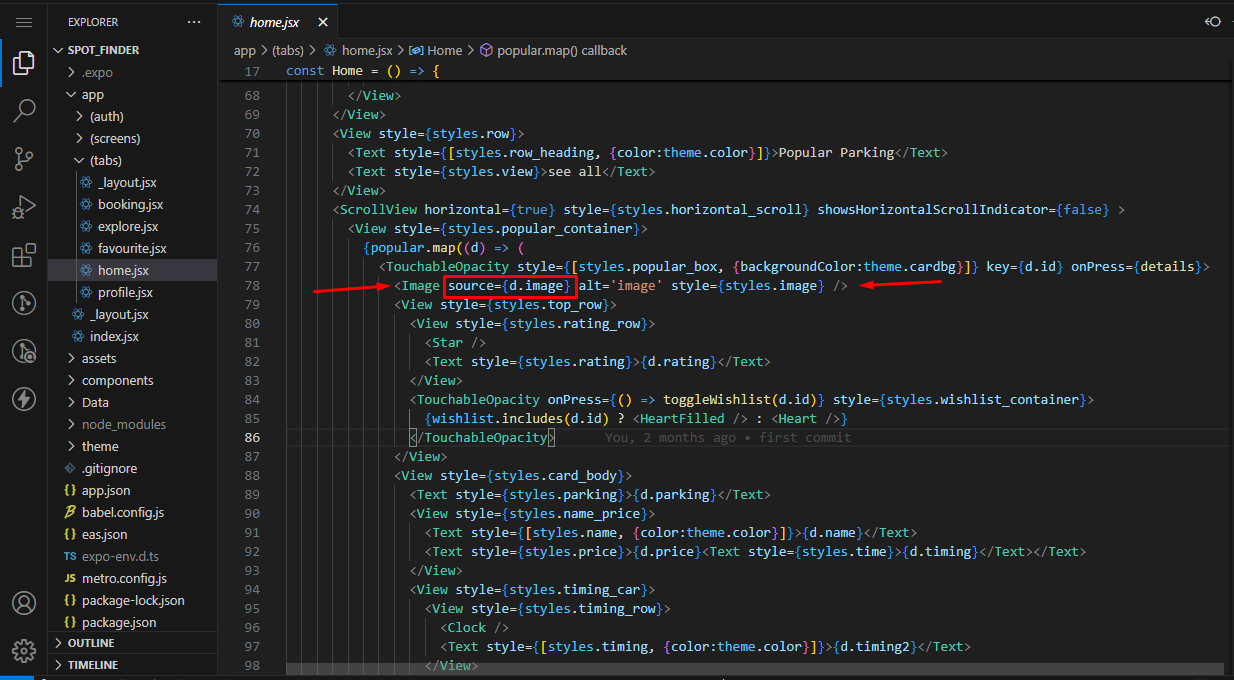 EXPLORER
SPOT_FINDER
.expo
app
(auth)
(screens)
(tabs)
_layout.jsx
booking.jsx
explore.jsx
favourite.jsx
home.jsx
profile.jsx
_layout.jsx
index.jsx
assets
components
Data
node_modules
theme
.gitignore
app.json
babel.config.js
eas.json
TS expo-env.d.ts
JS metro.config.js
package-lock.json
package.json
OUTLINE
TIMELINE
home.jsx
app > (tabs) > home.jsx > Home > popular.map() callback
17 const Home = () => {
68 </View>
69 </View>
70 <View style={styles.row}>
71 <Text style={[styles.row_heading, {color:theme.color}]}>Popular Parking</Text>
72 <Text style={styles.view}>see all</Text>
73 </View>
74 <ScrollView horizontal={true} style={styles.horizontal_scroll} showsHorizontalScrollIndicator={false} >
75 <View style={styles.popular_container}>
76 {popular.map((d) => (
77 <TouchableOpacity style={[styles.popular_box, {backgroundColor:theme.cardbg}]} key={d.id} onPress={details}>
78 <Image source={d.image} alt='image' style={styles.image} />
79 <View style={styles.top_row}>
80 <View style={styles.rating_row}>
81 <Star />
82 <Text style={styles.rating}>{d.rating}</Text>
83 </View>
84 <TouchableOpacity onPress={() => toggleWishlist(d.id)} style={styles.wishlist_container}>
85 {wishlist.includes(d.id) ? <HeartFilled /> : <Heart />}
86 </TouchableOpacity> You, 2 months ago • first commit
87 </View>
88 <View style={styles.card_body}>
89 <Text style={styles.parking}>{d.parking}</Text>
90 <View style={styles.name_price}>
91 <Text style={[styles.name, {color:theme.color}]}>{d.name}</Text>
92 <Text style={styles.price}>{d.price}<Text style={styles.time}>{d.timing}</Text></Text>
93 </View>
94 <View style={styles.timing_car}>
95 <View style={styles.timing_row}>
96 <Clock />
97 <Text style={[styles.timing, {color:theme.color}]}>{d.timing2}</Text>
98 </View>